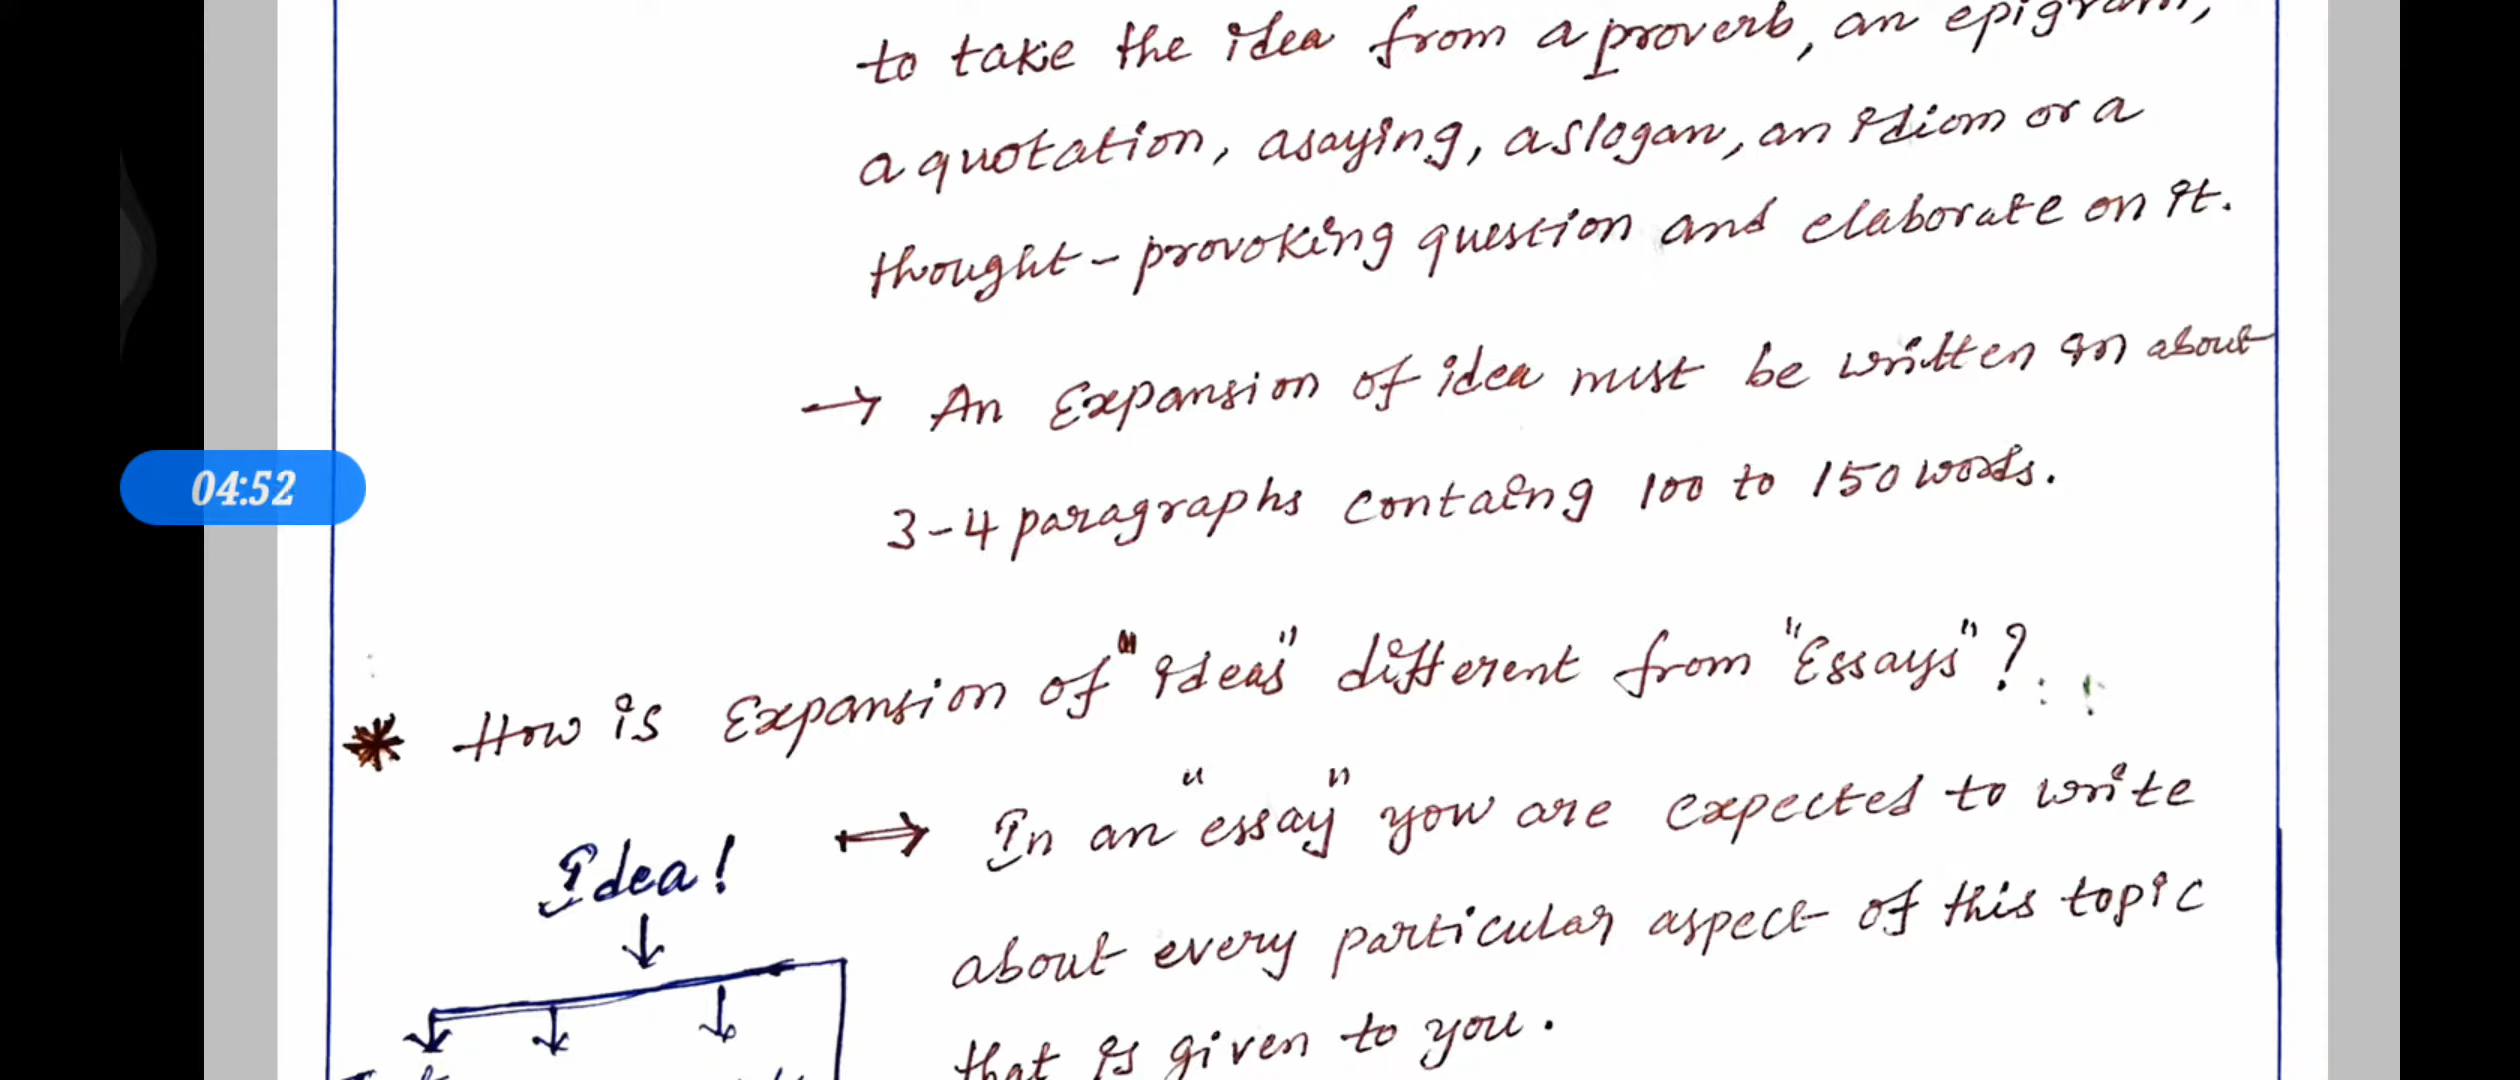 to take the idea from a proverb, an epigram,
a quotation, a saying, a slogan, an idiom or a
thought-provoking question and elaborate on it.
→ An Expansion of idea must be written in about
3-4 paragraphs containg 100 to 150 words.
04:52
* How is Expansion of "Ideas" different from "Essays"?
Idea!
⇒ In an "essay" you are expected to write
about every particular aspect of this topic
that is given to you.